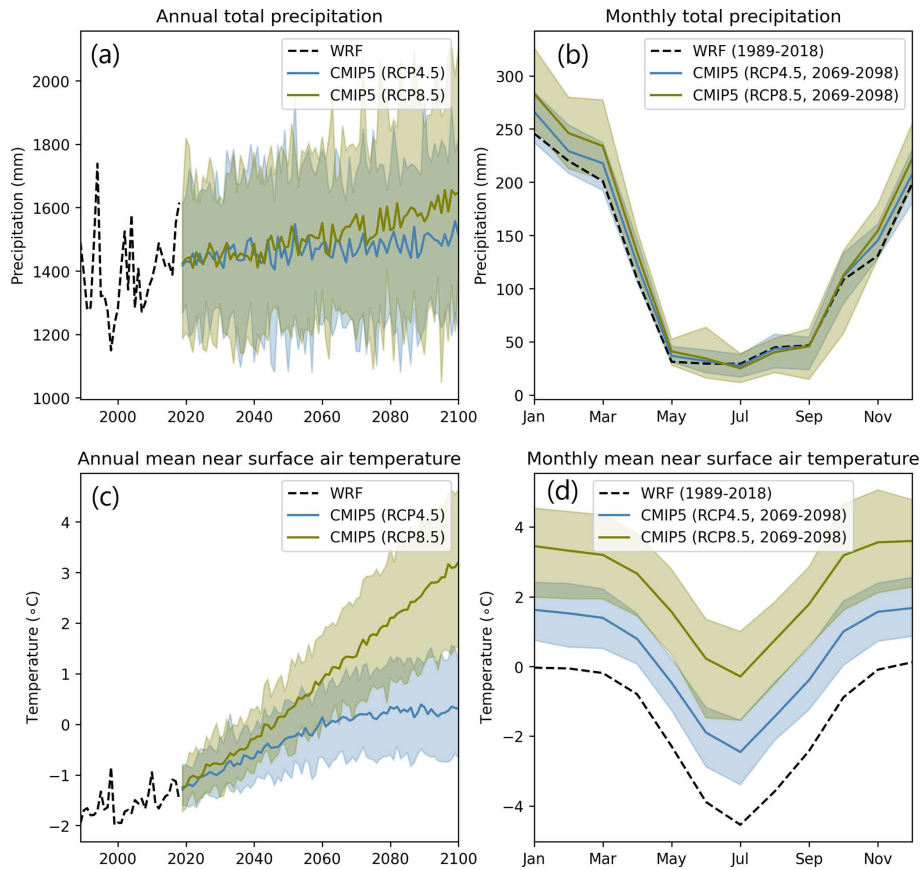 Annual total precipitation
(a)
WRF
CMIP5 (RCP4.5)
CMIP5 (RCP8.5)
Precipitation (mm)
2000
1800
1600
1400
1200
1000
2000 2020 2040 2060 2080 2100
Monthly total precipitation
(b)
WRF (1989-2018)
CMIP5 (RCP4.5, 2069-2098)
CMIP5 (RCP8.5, 2069-2098)
Precipitation (mm)
300
250
200
150
100
50
0
Jan Mar May Jul Sep Nov
Annual mean near surface air temperature
(c)
WRF
CMIP5 (RCP4.5)
CMIP5 (RCP8.5)
Temperature (∘C)
4
3
2
1
0
−1
−2
2000 2020 2040 2060 2080 2100
Monthly mean near surface air temperature
(d)
WRF (1989-2018)
CMIP5 (RCP4.5, 2069-2098)
CMIP5 (RCP8.5, 2069-2098)
Temperature (∘C)
4
2
0
−2
−4
Jan Mar May Jul Sep Nov